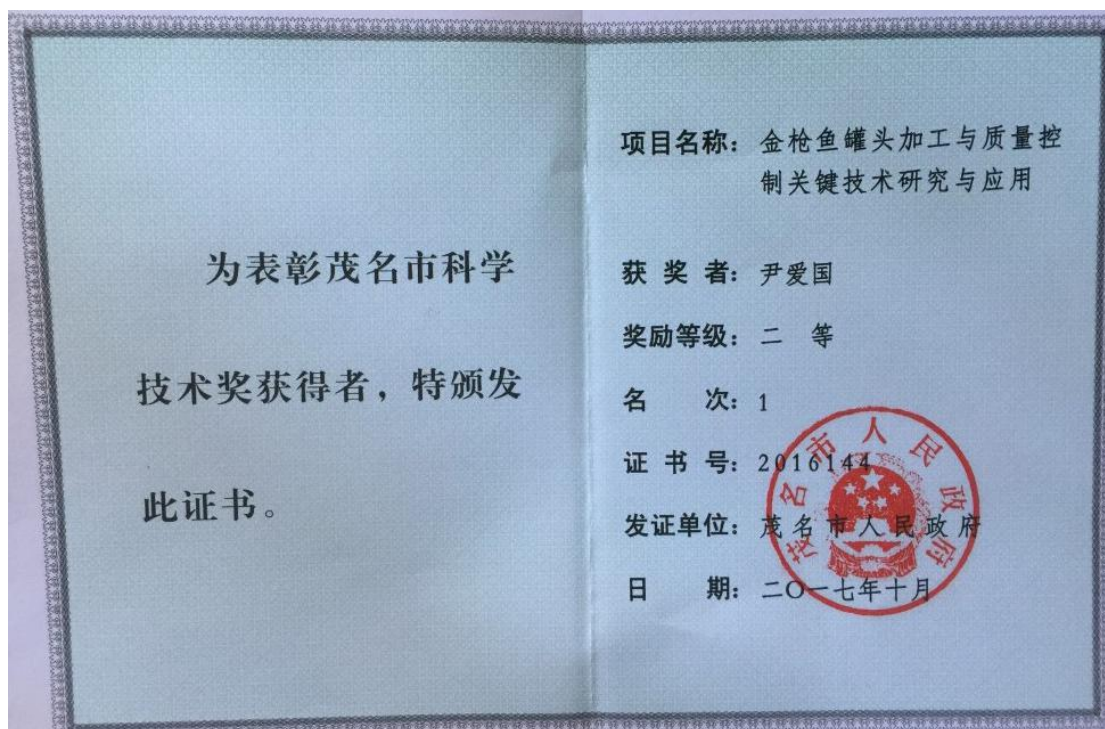 为表彰茂名市科学
技术奖获得者，特颁发
此证书。
项目名称：金枪鱼罐头加工与质量控
制关键技术研究与应用
获 奖 者：尹爱国
奖励等级：二 等
名 次：1
证 书 号：2016144
发证单位：茂名市人民政府
日 期：二〇一七年十月
茂名市人民政府